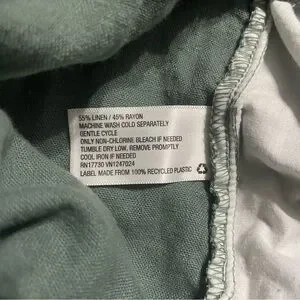 55% LINEN / 45% RAYON
MACHINE WASH COLD SEPARATELY
GENTLE CYCLE
ONLY NON-CHLORINE BLEACH IF NEEDED
TUMBLE DRY LOW, REMOVE PROMPTLY
COOL IRON IF NEEDED
RN17730 VN1247024
LABEL MADE FROM 100% RECYCLED PLASTIC